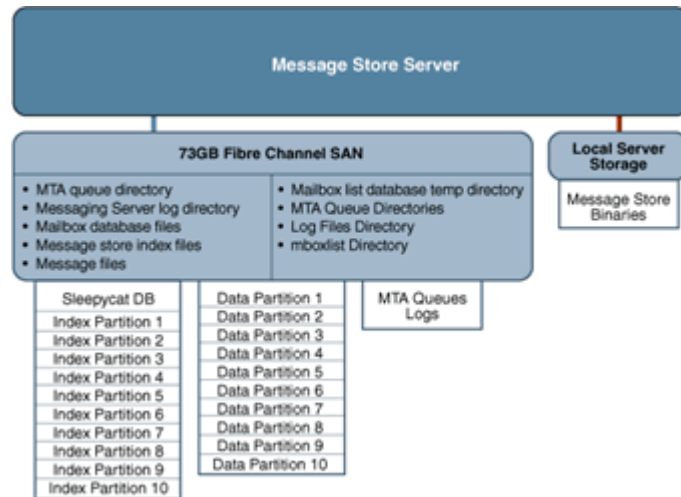 Message Store Server
73GB Fibre Channel SAN
• MTA queue directory
• Messaging Server log directory
• Mailbox database files
• Message store index files
• Message files
• Mailbox list database temp directory
• MTA Queue Directories
• Log Files Directory
• mboxlist Directory
Local Server
Storage
Message Store
Binaries
Sleepycat DB
Index Partition 1
Index Partition 2
Index Partition 3
Index Partition 4
Index Partition 5
Index Partition 6
Index Partition 7
Index Partition 8
Index Partition 9
Index Partition 10
Data Partition 1
Data Partition 2
Data Partition 3
Data Partition 4
Data Partition 5
Data Partition 6
Data Partition 7
Data Partition 8
Data Partition 9
Data Partition 10
MTA Queues
Logs